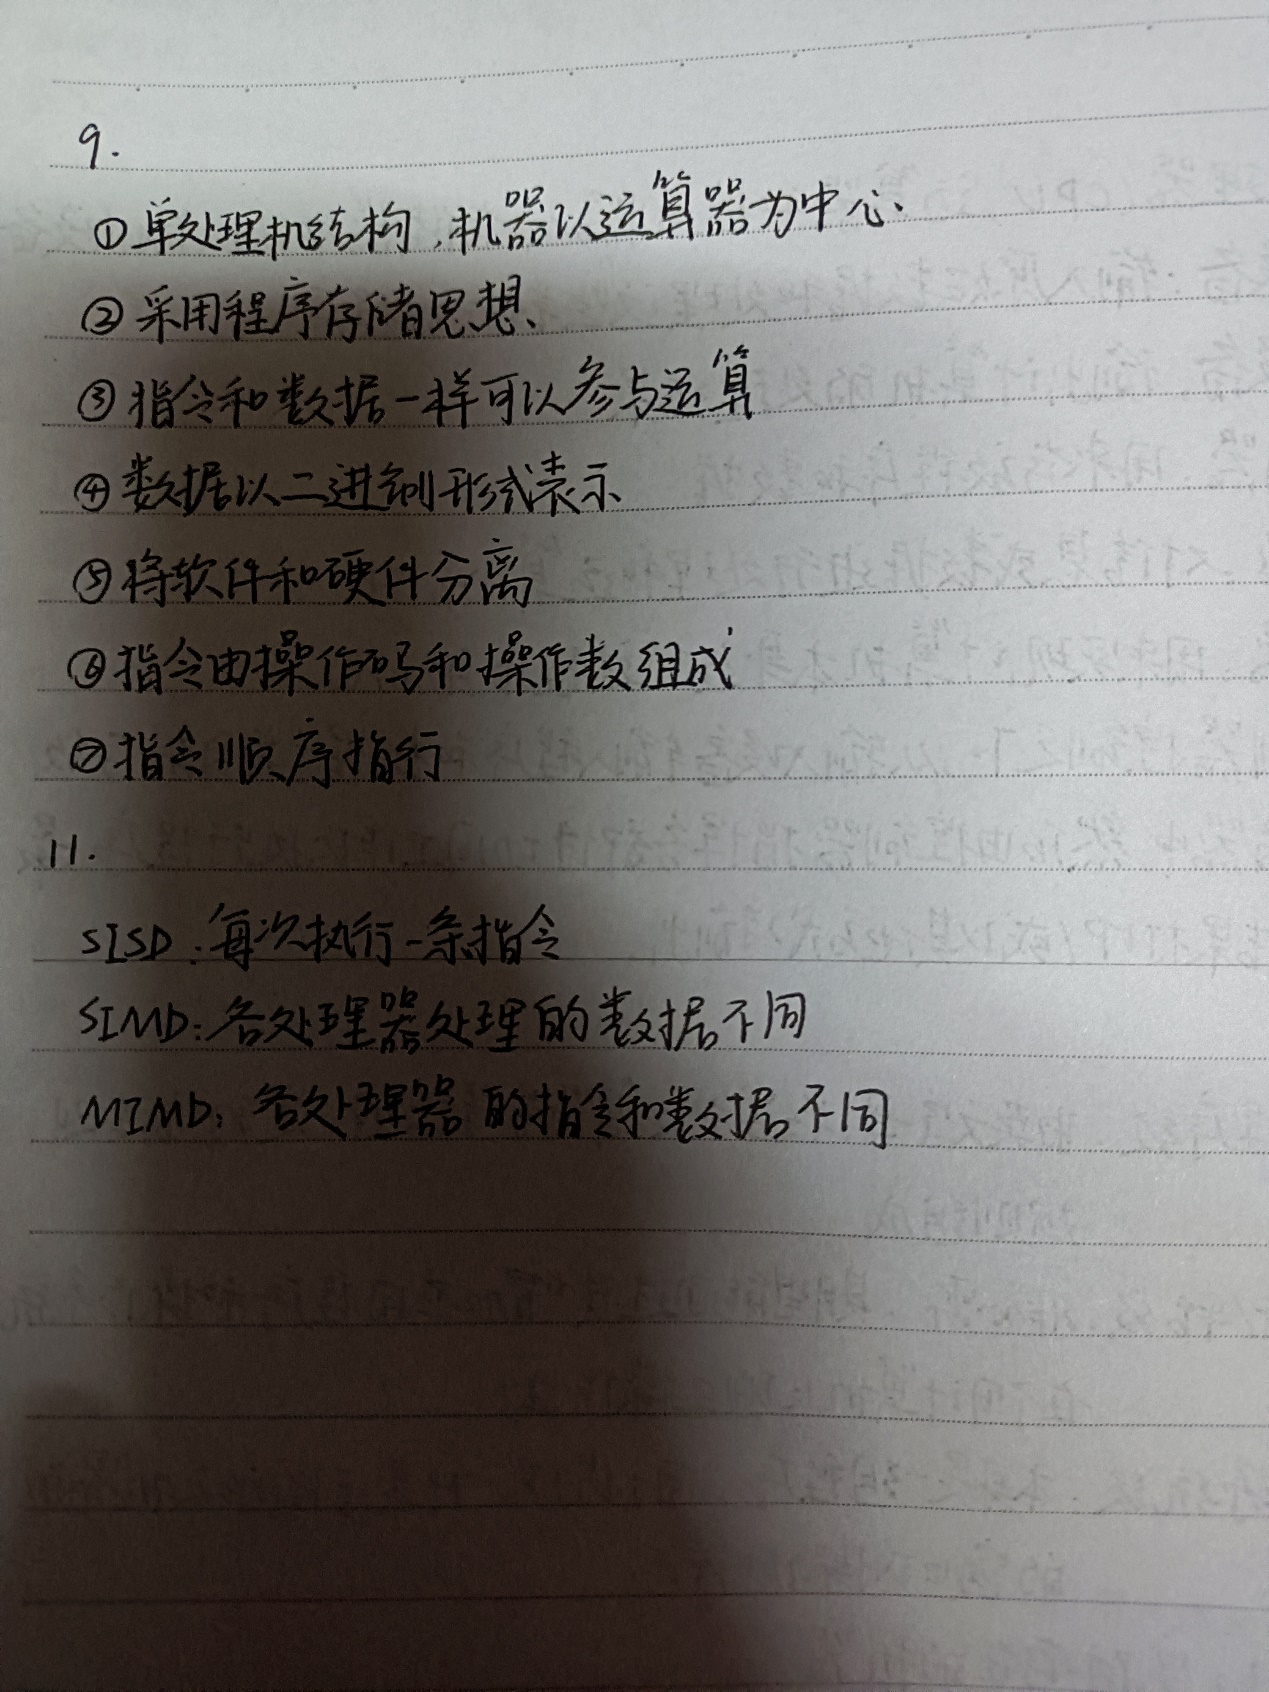 9.
①单处理机结构,机器以运算器为中心.
②采用程序存储思想、
③指令和数据一样可以参与运算
④数据以二进制形式表示
⑤将软件和硬件分离
⑥指令由操作码和操作数组成
⑦指令顺序指行
11.
SISD:每次执行一条指令
SIMD:各处理器处理的数据不同
MIMD:各处理器的指令和数据不同